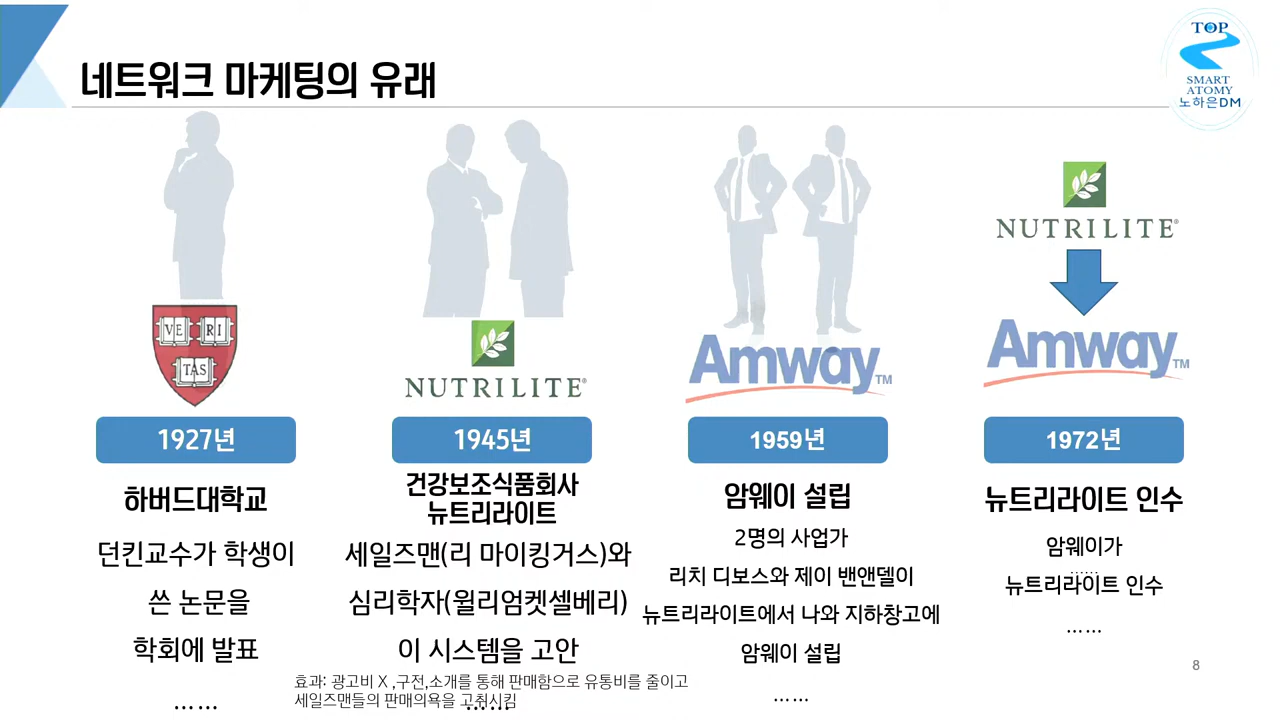 네트워크 마케팅의 유래
TOP
SMART
ATOMY
노하은DM
VE RI
TAS
1927년
하버드대학교
던킨교수가 학생이
쓴 논문을
학회에 발표
……
NUTRILITE®
1945년
건강보조식품회사
뉴트리라이트
세일즈맨(리 마이킹거스)와
심리학자(윌리엄켓셀베리)
이 시스템을 고안
효과: 광고비 X ,구전,소개를 통해 판매함으로 유통비를 줄이고
세일즈맨들의 판매의욕을 고취시킴
……
Amway™
1959년
암웨이 설립
2명의 사업가
리치 디보스와 제이 밴앤델이
뉴트리라이트에서 나와 지하창고에
암웨이 설립
……
NUTRILITE®
Amway™
1972년
뉴트리라이트 인수
암웨이가
……
뉴트리라이트 인수
……
8